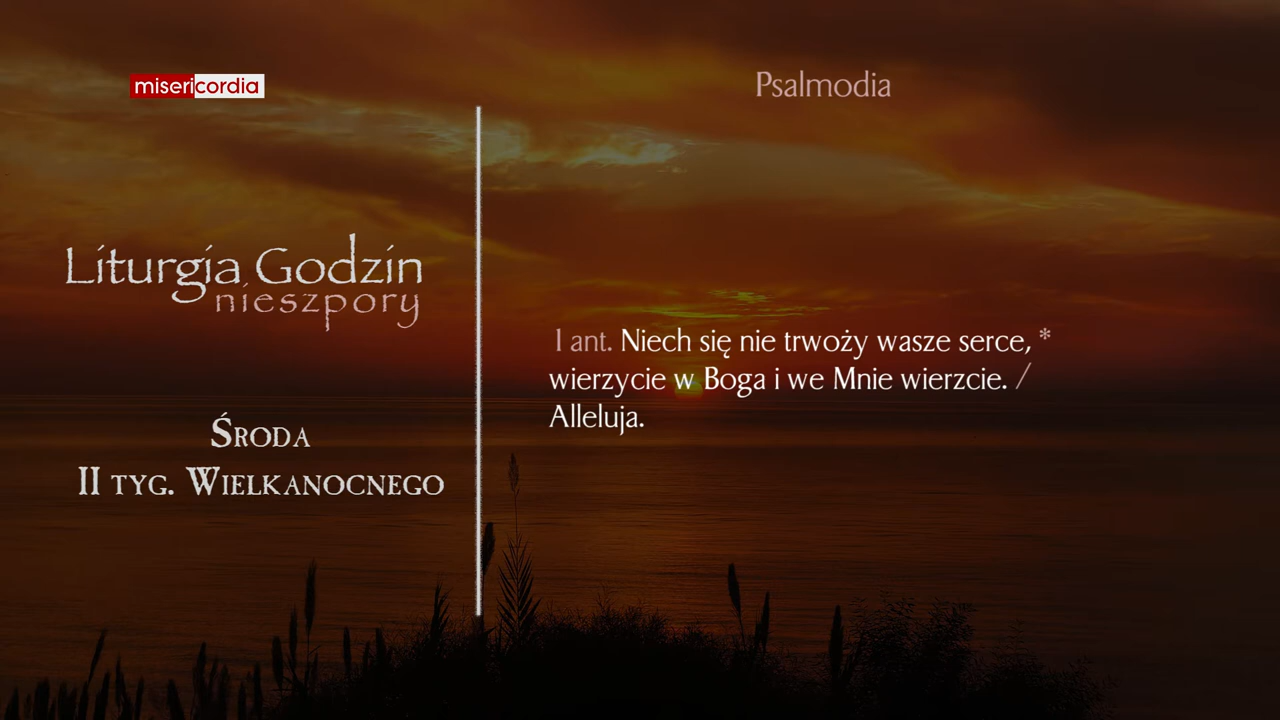 misericordia
Psalmodia
Liturgia Godzin
nieszpory
1 ant. Niech się nie trwoży wasze serce, *
wierzycie w Boga i we Mnie wierzcie. /
Alleluja.
Środa
II tyg. Wielkanocnego